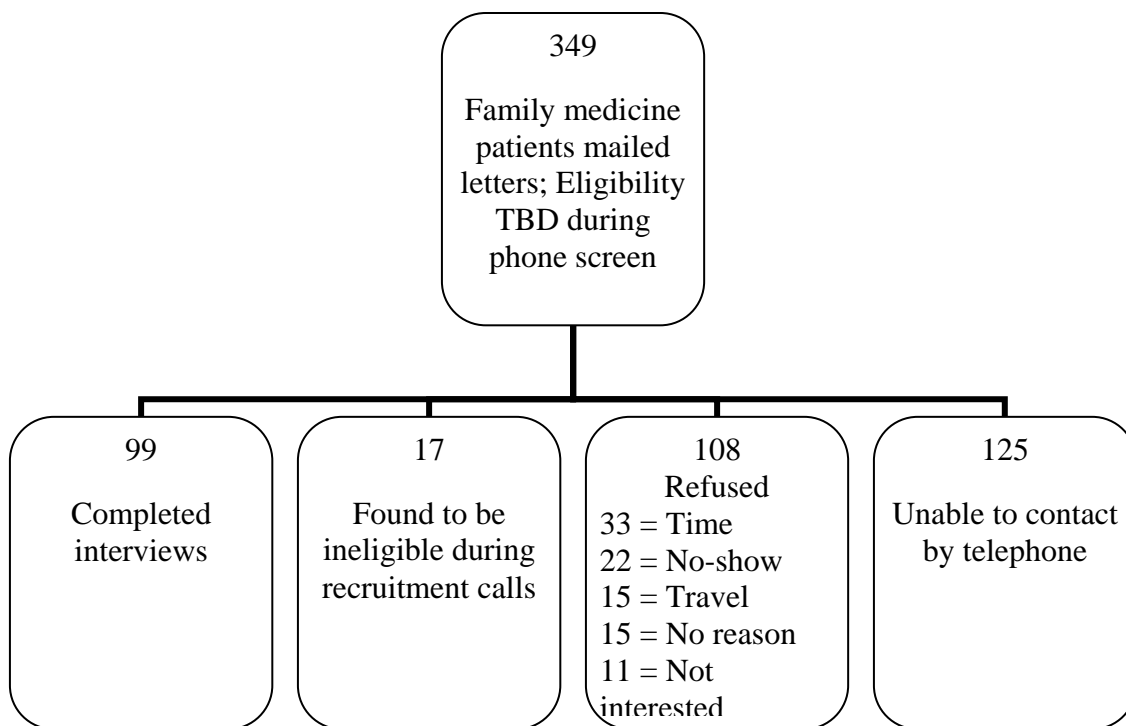 349
Family medicine
patients mailed
letters; Eligibility
TBD during
phone screen
99
Completed
interviews
17
Found to be
ineligible during
recruitment calls
108
Refused
33 = Time
22 = No-show
15 = Travel
15 = No reason
11 = Not
interested
125
Unable to contact
by telephone